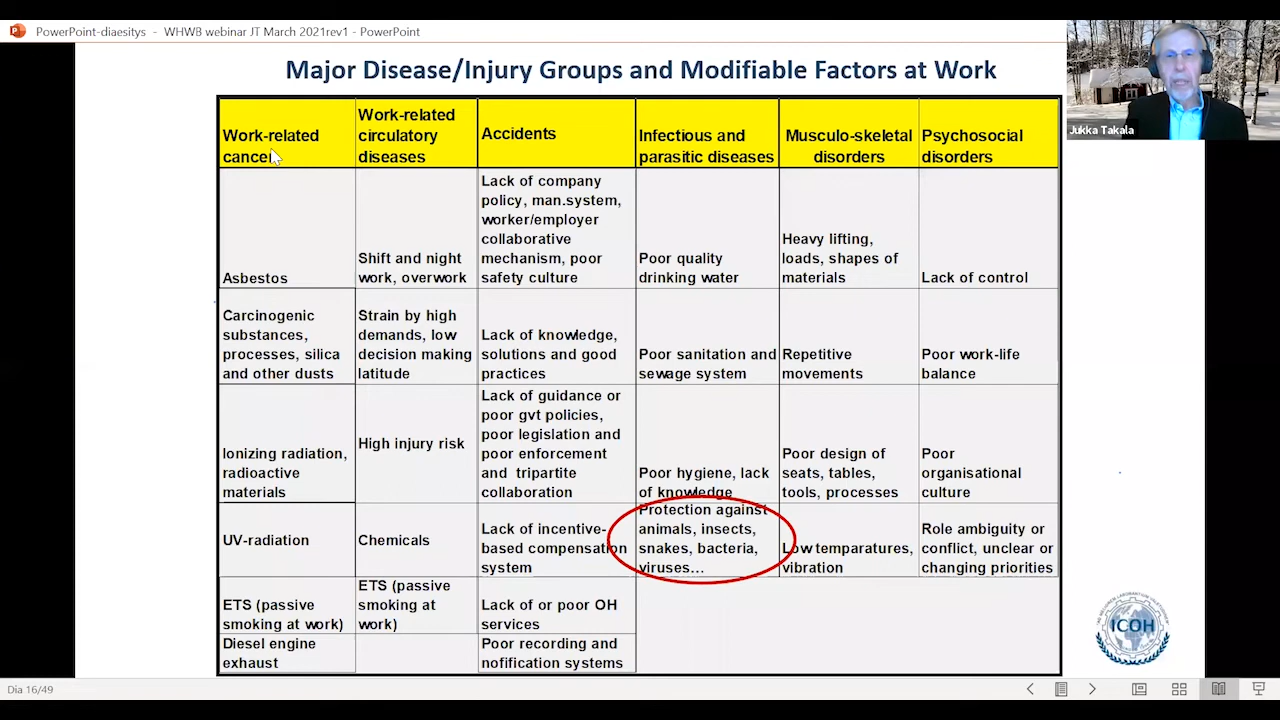 PowerPoint-diaesitys - WHWB webinar JT March 2021rev1 - PowerPoint
Jukka Takala
Major Disease/Injury Groups and Modifiable Factors at Work
Work-related
cancer
Work-related
circulatory
diseases
Accidents
Infectious and
parasitic diseases
Musculo-skeletal
disorders
Psychosocial
disorders
Asbestos
Shift and night
work, overwork
Lack of company
policy, man.system,
worker/employer
collaborative
mechanism, poor
safety culture
Poor quality
drinking water
Heavy lifting,
loads, shapes of
materials
Lack of control
Carcinogenic
substances,
processes, silica
and other dusts
Strain by high
demands, low
decision making
latitude
Lack of knowledge,
solutions and good
practices
Poor sanitation and
sewage system
Repetitive
movements
Poor work-life
balance
Ionizing radiation,
radioactive
materials
High injury risk
Lack of guidance or
poor gvt policies,
poor legislation and
poor enforcement
and tripartite
collaboration
Poor hygiene, lack
of knowledge
Poor design of
seats, tables,
tools, processes
Poor
organisational
culture
UV-radiation
Chemicals
Lack of incentive-
based compensation
system
Protection against
animals, insects,
snakes, bacteria,
viruses...
Low temparatures,
vibration
Role ambiguity or
conflict, unclear or
changing priorities
ETS (passive
smoking at work)
ETS (passive
smoking at
work)
Lack of or poor OH
services
Diesel engine
exhaust
Poor recording and
nofification systems
ICOH
Dia 16/49